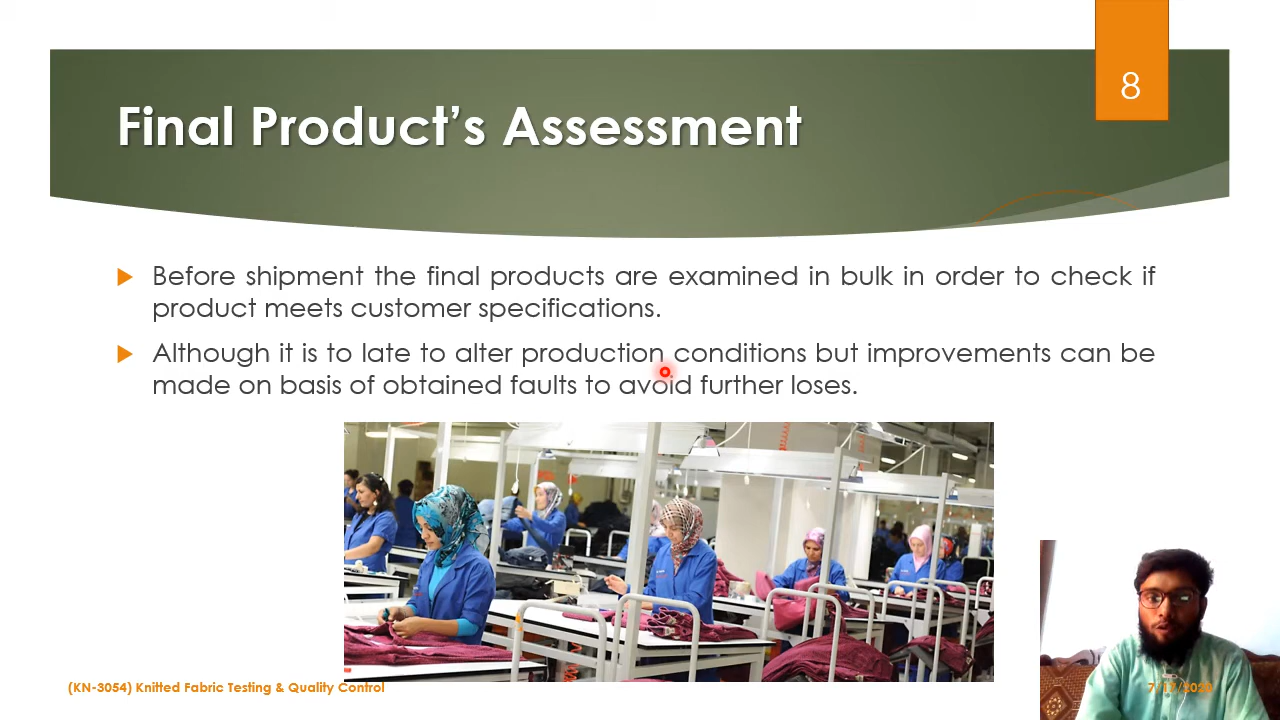 8
Final Product’s Assessment
Before shipment the final products are examined in bulk in order to check if
product meets customer specifications.
Although it is to late to alter production conditions but improvements can be
made on basis of obtained faults to avoid further loses.
(KN-3054) Knitted Fabric Testing & Quality Control